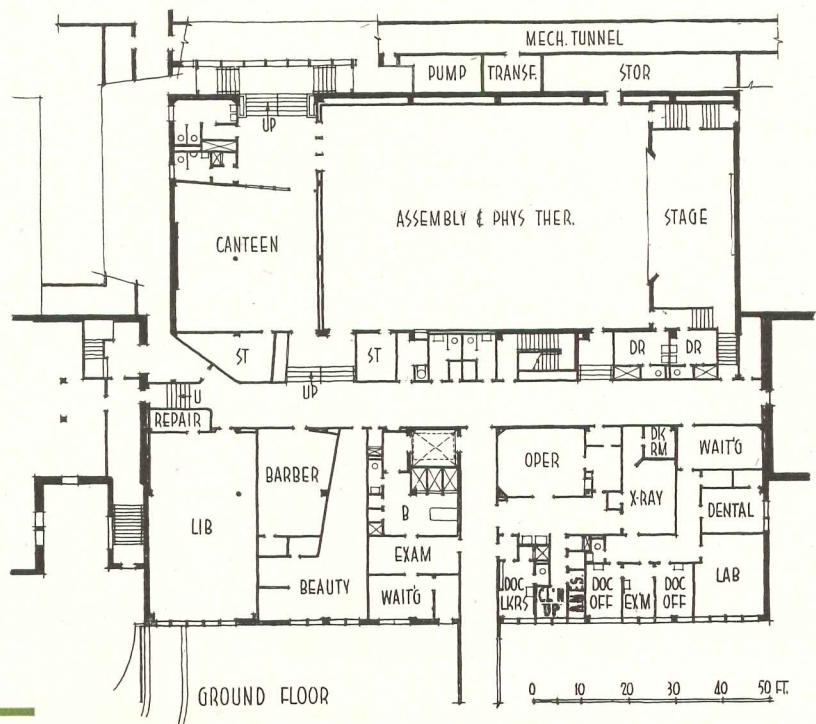 MECH. TUNNEL
PUMP
TRANSF.
STOR
UP
CANTEEN
ASSEMBLY & PHYS THER.
STAGE
ST
UP
ST
DR
DR
U
REPAIR
LIB
BARBER
BEAUTY
B
EXAM
WAIT'G
OPER
DK
RM
X-RAY
WAIT'G
DENTAL
LAB
DOC
LKRS
CL'N
UP
ANEST.
DOC
OFF
EX'M
DOC
OFF
GROUND FLOOR
0 10 20 30 40 50 FT.